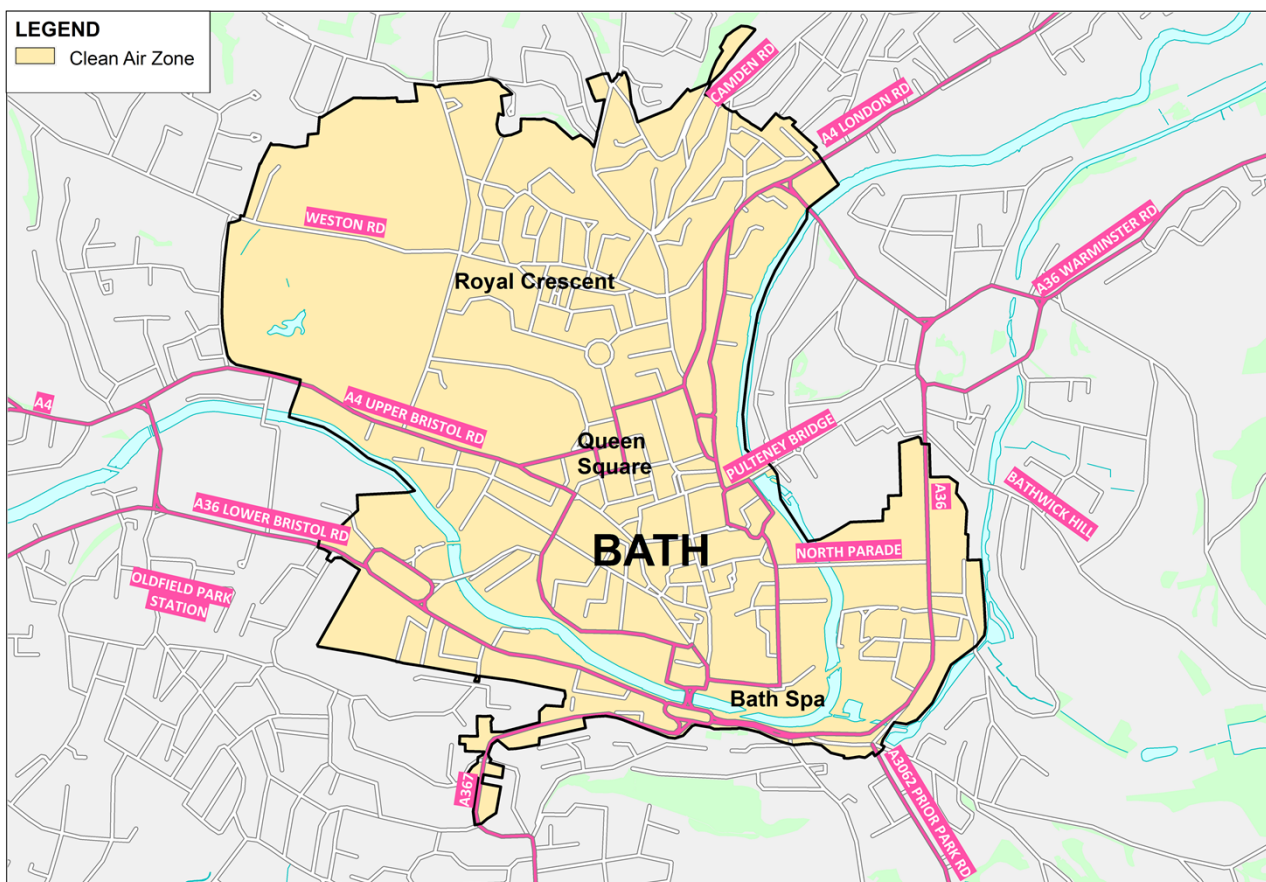 LEGEND
Clean Air Zone
CAMDEN RD
A4 LONDON RD
WESTON RD
A36 WARMINSTER RD
Royal Crescent
A4
A4 UPPER BRISTOL RD
Queen
Square
PULTENEY BRIDGE
A36
BATHWICK HILL
A36 LOWER BRISTOL RD
BATH
NORTH PARADE
OLDFIELD PARK
STATION
Bath Spa
A367
A3062 PRIOR PARK RD